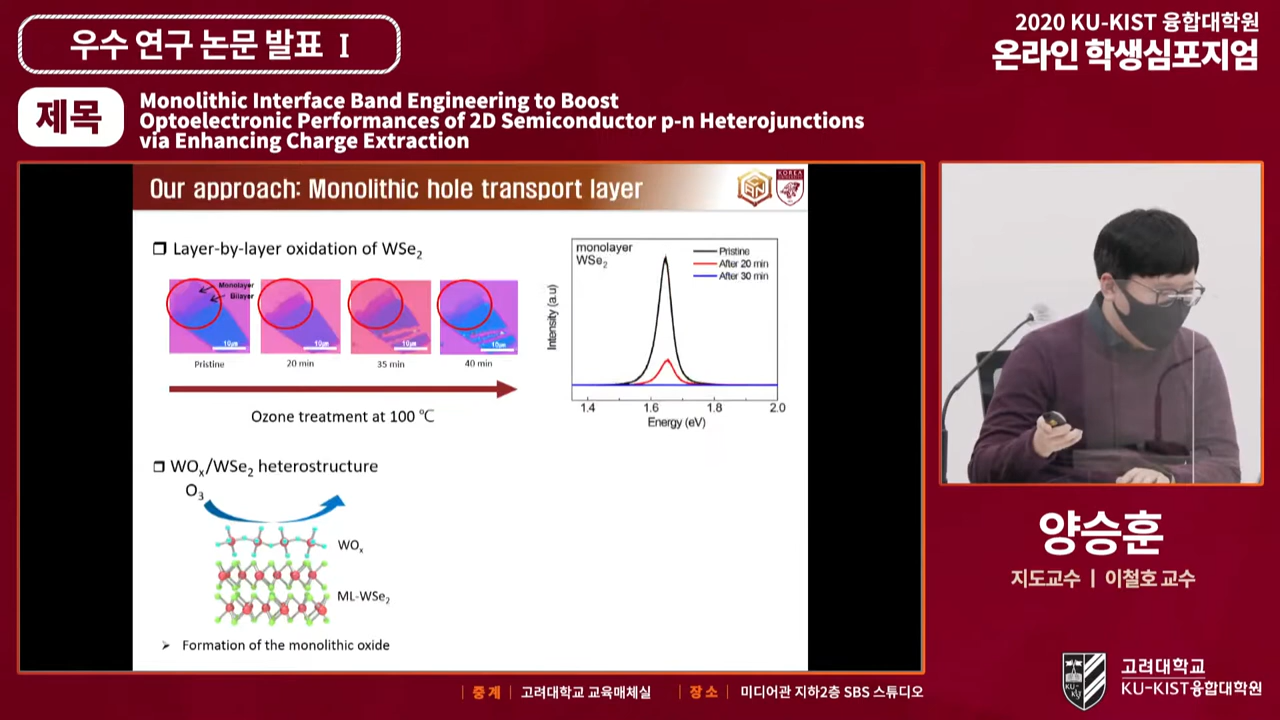 우수 연구 논문 발표 Ⅰ
2020 KU-KIST 융합대학원
온라인 학생심포지엄
제목
Monolithic Interface Band Engineering to Boost
Optoelectronic Performances of 2D Semiconductor p-n Heterojunctions
via Enhancing Charge Extraction
Our approach: Monolithic hole transport layer
KOREA
❒ Layer-by-layer oxidation of WSe₂
Monolayer
Bilayer
10μm
10μm
10μm
10μm
Pristine
20 min
35 min
40 min
Ozone treatment at 100 ℃
monolayer
WSe₂
Pristine
After 20 min
After 30 min
Intensity (a.u)
1.4
1.6
1.8
2.0
Energy (eV)
❒ WOₓ/WSe₂ heterostructure
O₃
WOₓ
ML-WSe₂
➢ Formation of the monolithic oxide
양승훈
지도교수 | 이철호 교수
| 중 계 | 고려대학교 교육매체실 | 장 소 | 미디어관 지하2층 SBS 스튜디오
KU-KIST
고려대학교
KU-KIST융합대학원